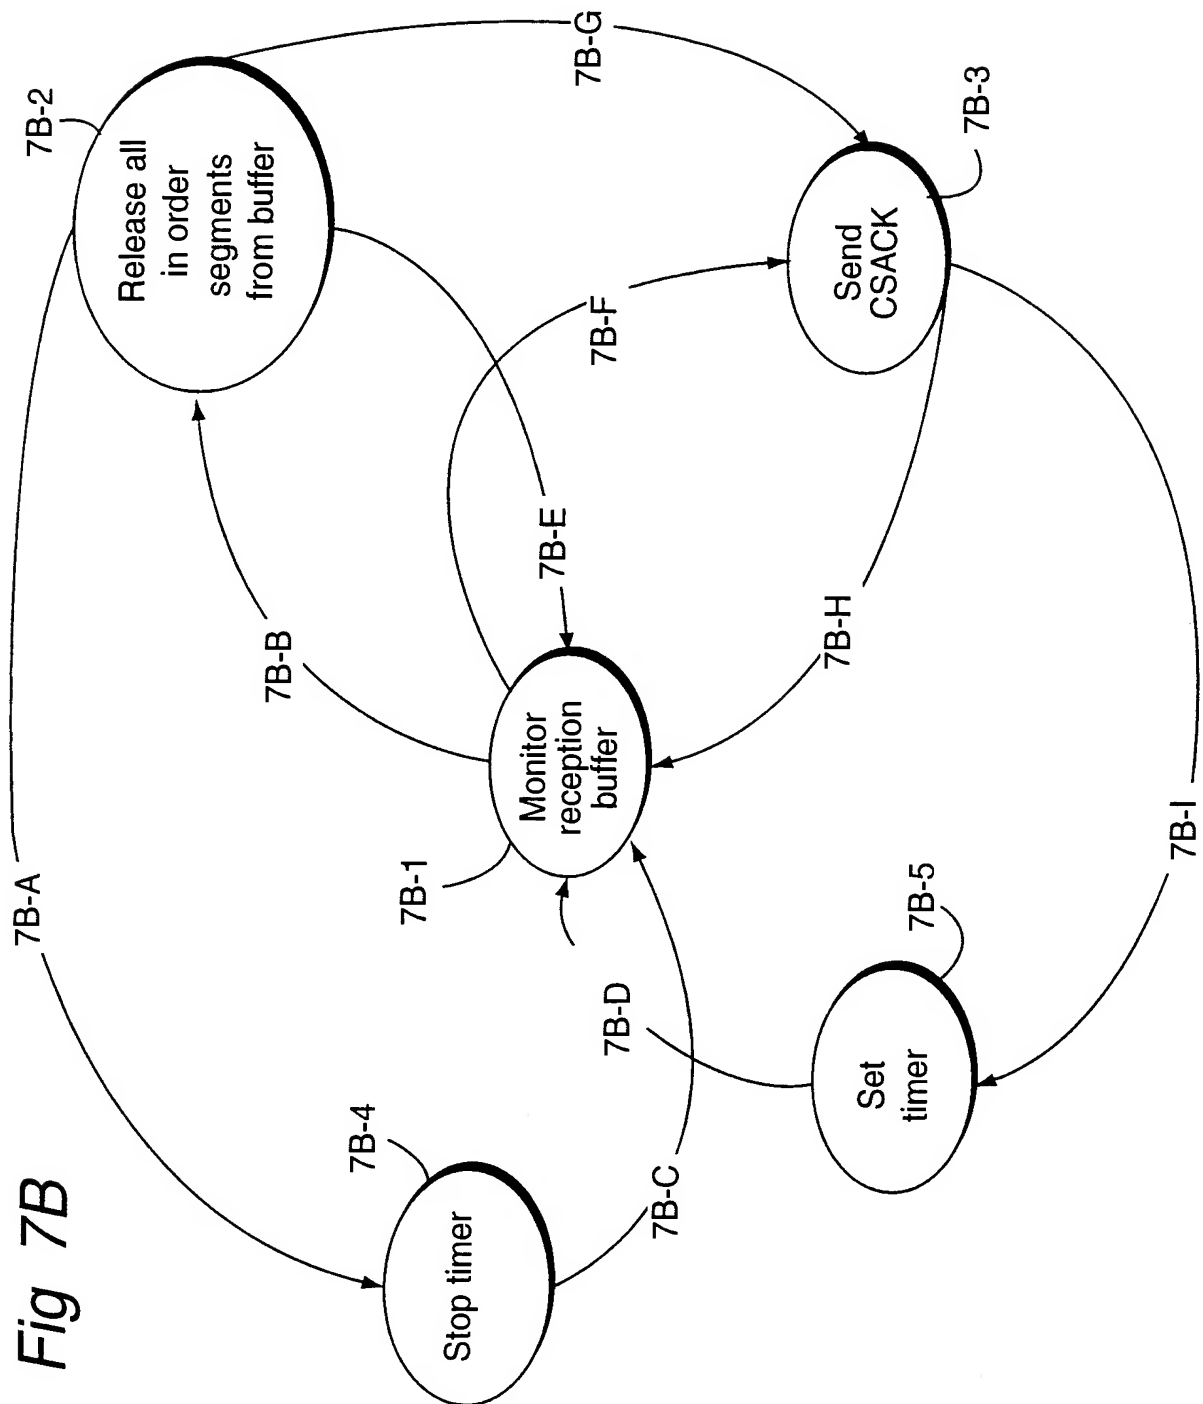 Fig 7B
7B-A
7B-2
Release all
in order
segments
from buffer
7B-4
Stop timer
7B-B
7B-G
7B-1
Monitor
reception
buffer
7B-E
7B-F
7B-C
7B-D
7B-5
Set
timer
7B-H
Send
CSACK
7B-3
7B-I